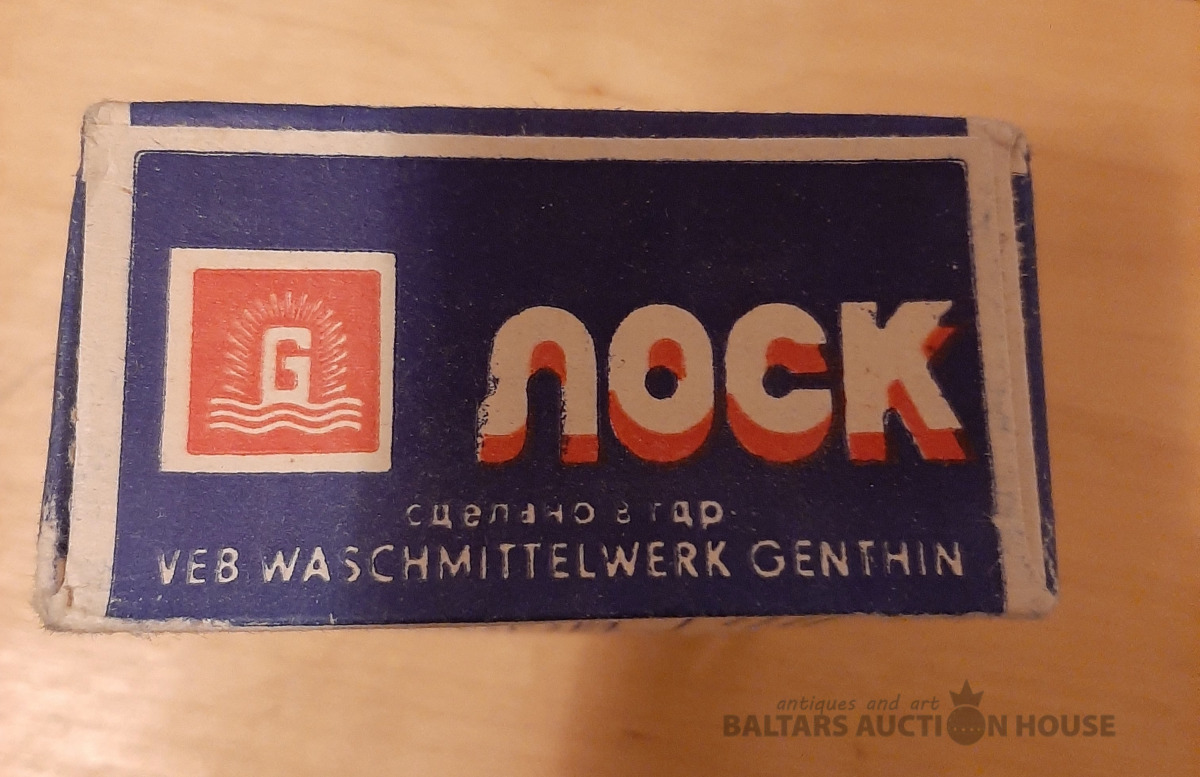 G
ЛОСК
сделано в гдр
VEB WASCHMITTELWERK GENTHIN
antiques and art
BALTARS AUCTION HOUSE